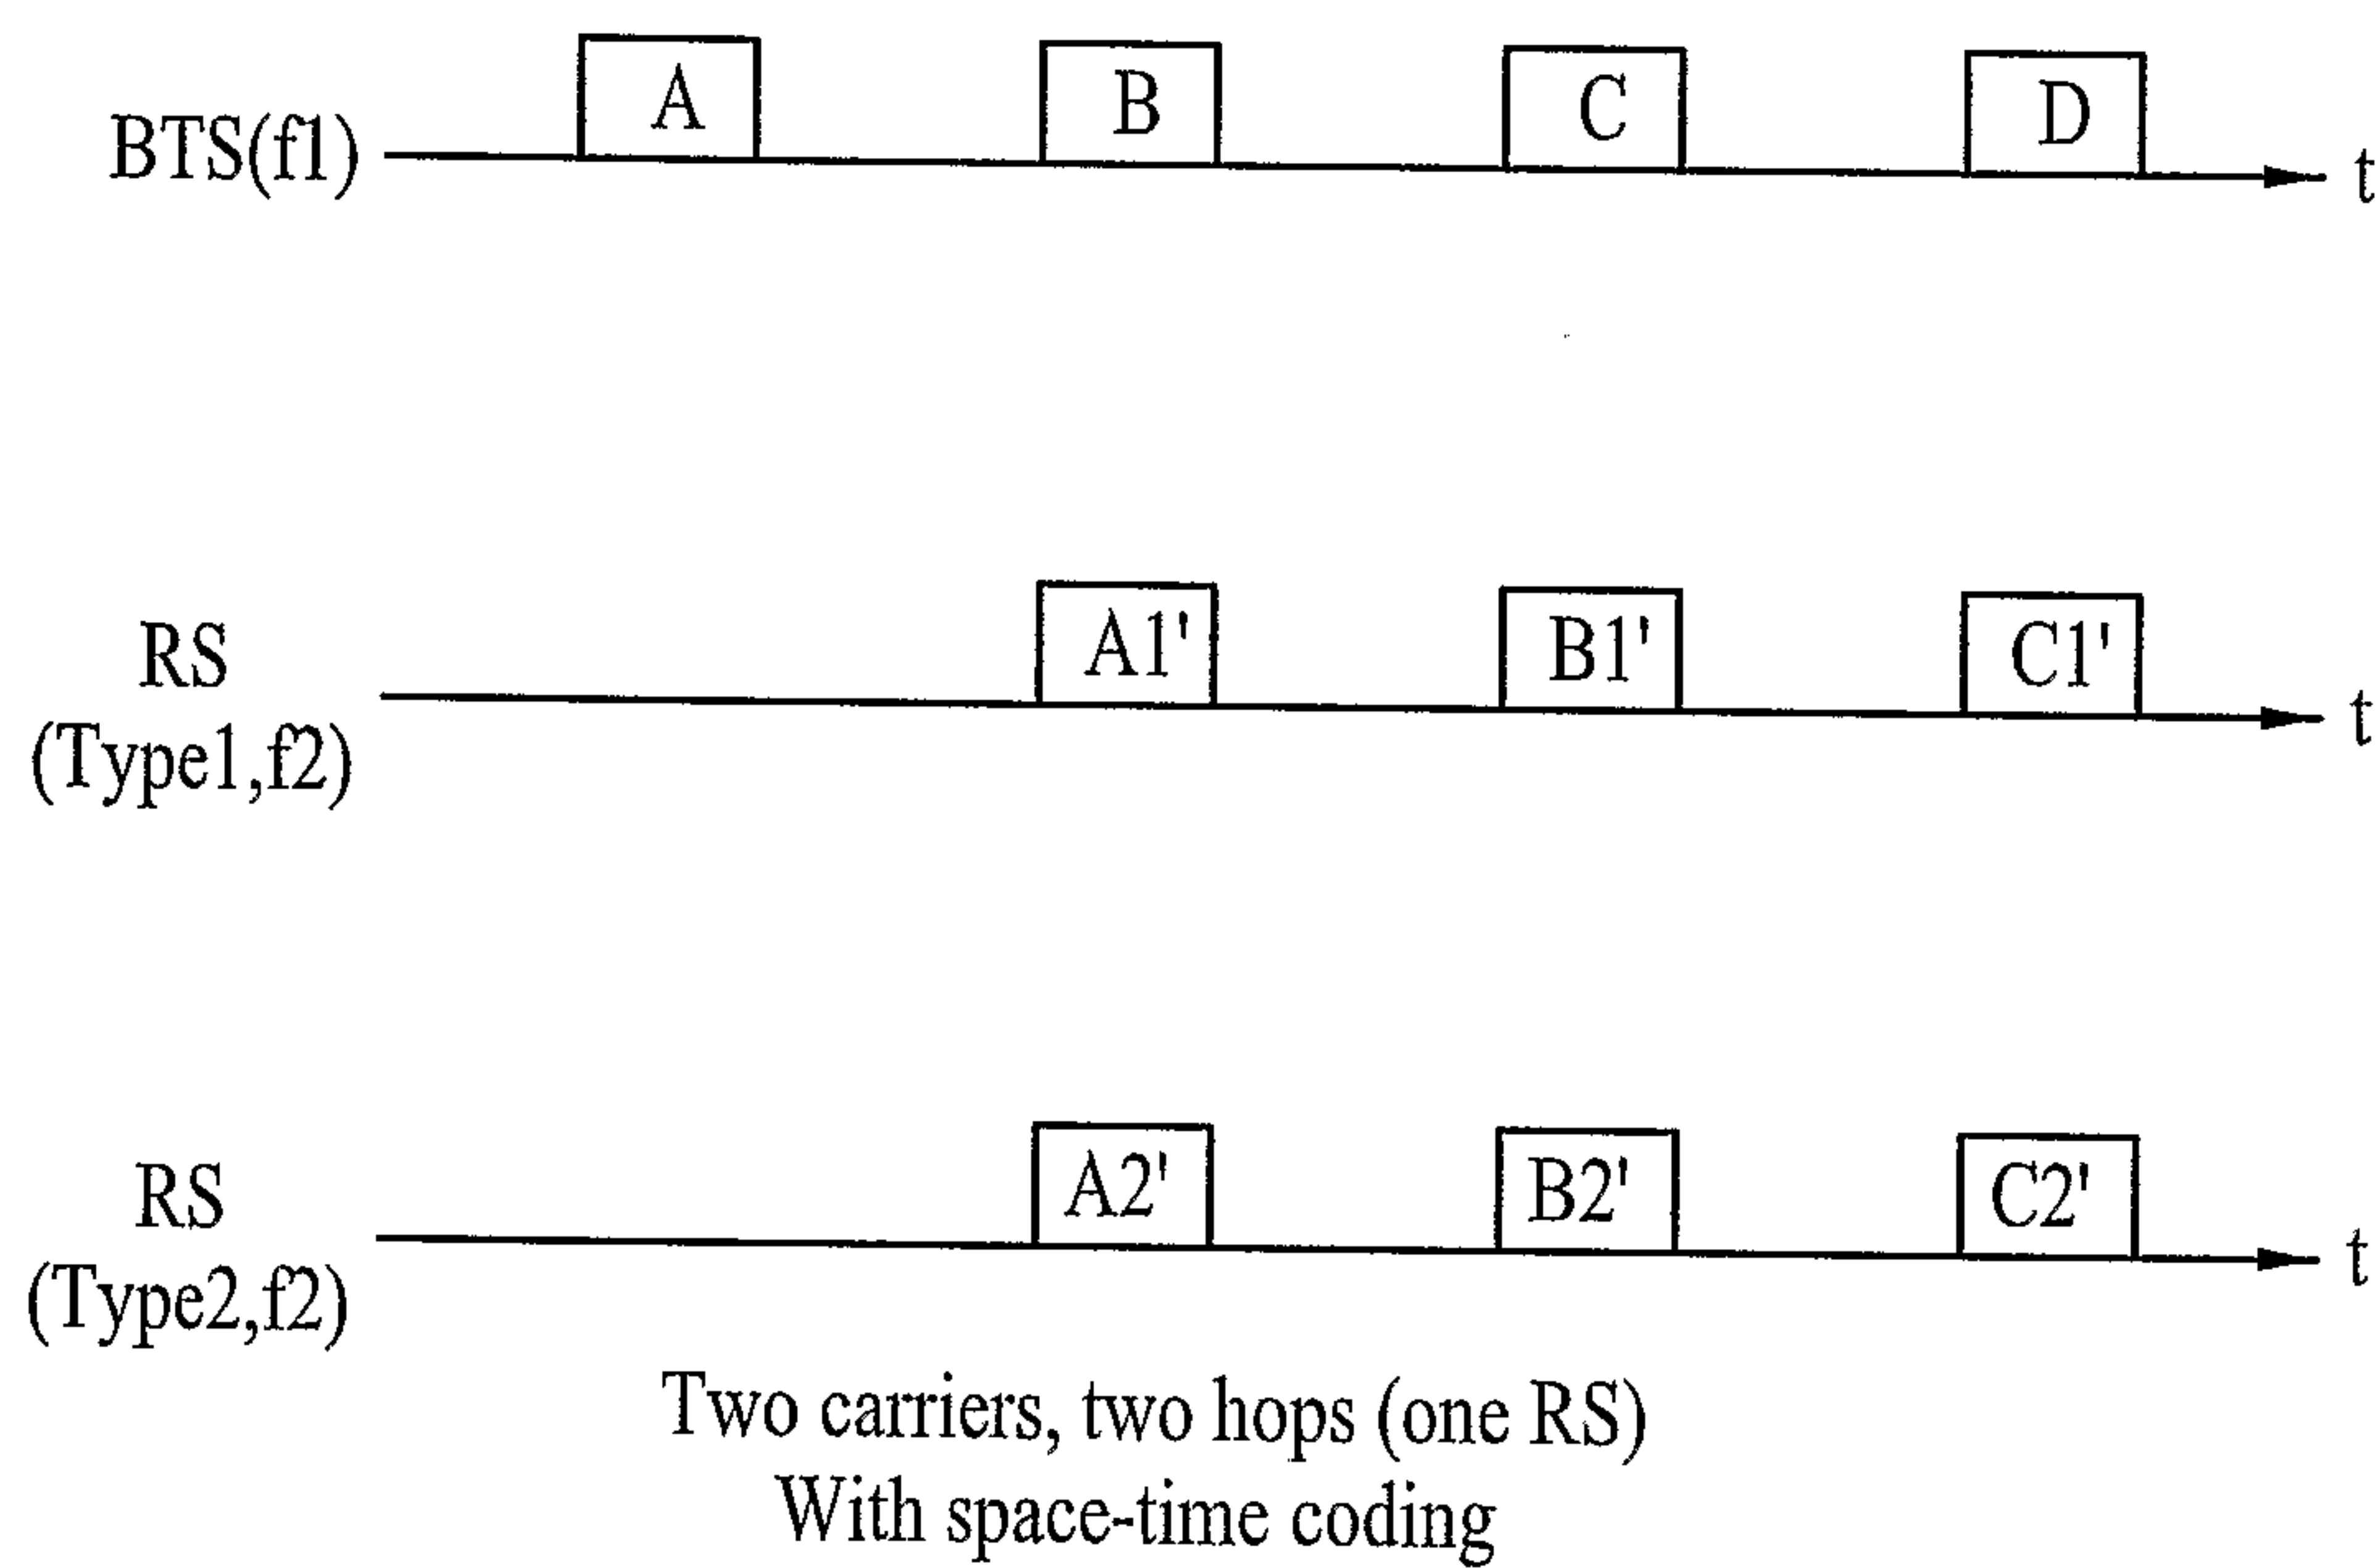 A B C D
BTS(f1) t
A1' B1' C1'
RS
(Type1,f2) t
A2' B2' C2'
RS
(Type2,f2) t
Two carriers, two hops (one RS)
With space-time coding